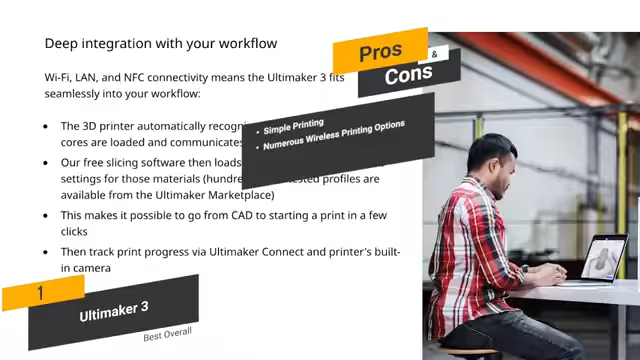 Deep integration with your workflow
Pros
&
Cons
Wi-Fi, LAN, and NFC connectivity means the Ultimaker 3 fits
seamlessly into your workflow:
• The 3D printer automatically
cores are loaded and communicates
• Simple Printing
• Numerous Wireless Printing Options
• Our free slicing software then loads
settings for those materials profiles are
available from the Ultimaker Marketplace)
• This makes it possible to go from CAD to starting a print in a few
clicks
• Then track print progress via Ultimaker Connect and printer's built-
in camera
1
Ultimaker 3
Best Overall